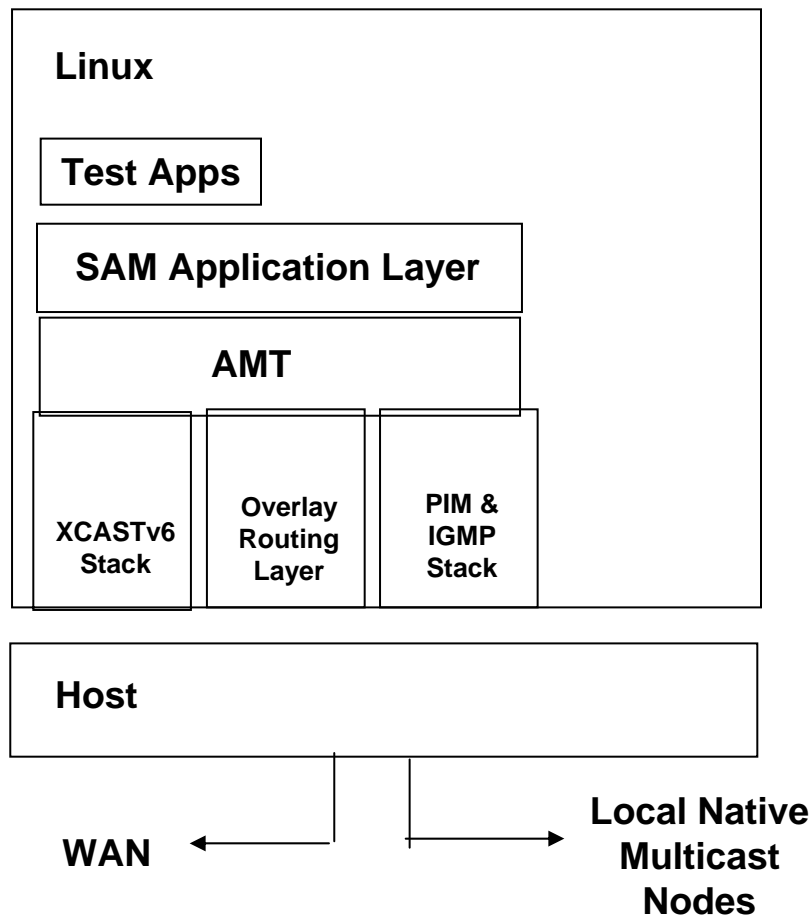 Linux
Test Apps
SAM Application Layer
AMT
XCASTv6
Stack
Overlay
Routing
Layer
PIM &
IGMP
Stack
Host
WAN
Local Native
Multicast
Nodes